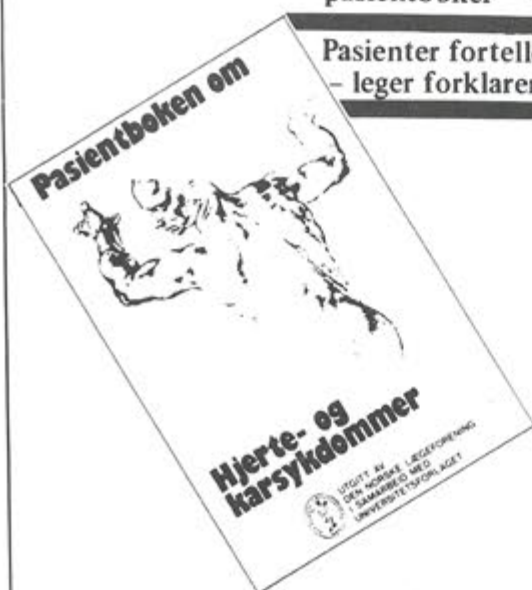 Pasienter fortell
– leger forklarer
Pasientboken om
Hjerte- og
karsykdommer
UTGITT AV
DEN NORSKE LÆGEFORENING
I SAMARBEID MED
UNIVERSITETSFORLAGET